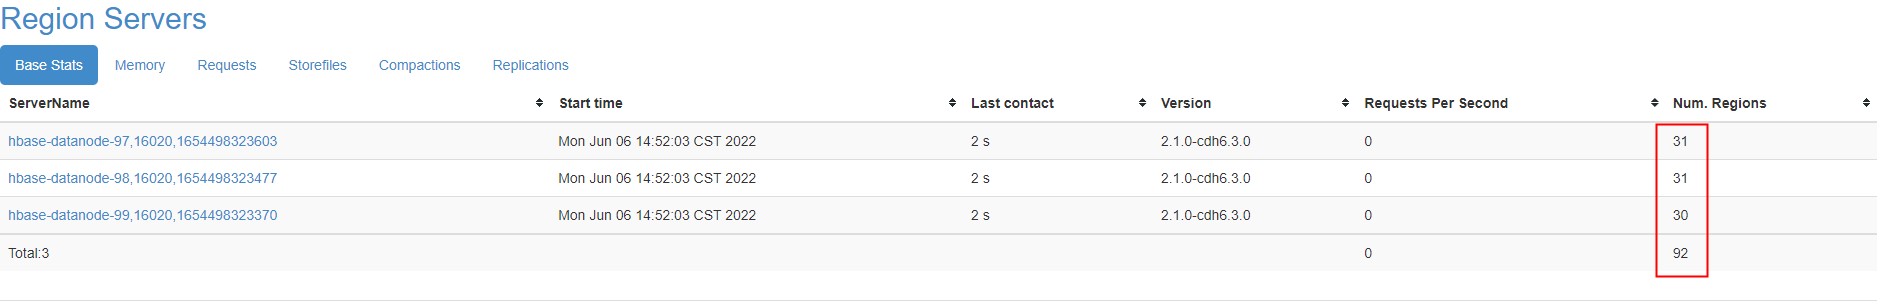 Region Servers
Base Stats Memory Requests Storefiles Compactions Replications
ServerName Start time Last contact Version Requests Per Second Num. Regions
hbase-datanode-97,16020,1654498323603 Mon Jun 06 14:52:03 CST 2022 2 s 2.1.0-cdh6.3.0 0 31
hbase-datanode-98,16020,1654498323477 Mon Jun 06 14:52:03 CST 2022 2 s 2.1.0-cdh6.3.0 0 31
hbase-datanode-99,16020,1654498323370 Mon Jun 06 14:52:03 CST 2022 2 s 2.1.0-cdh6.3.0 0 30
Total:3 0 92